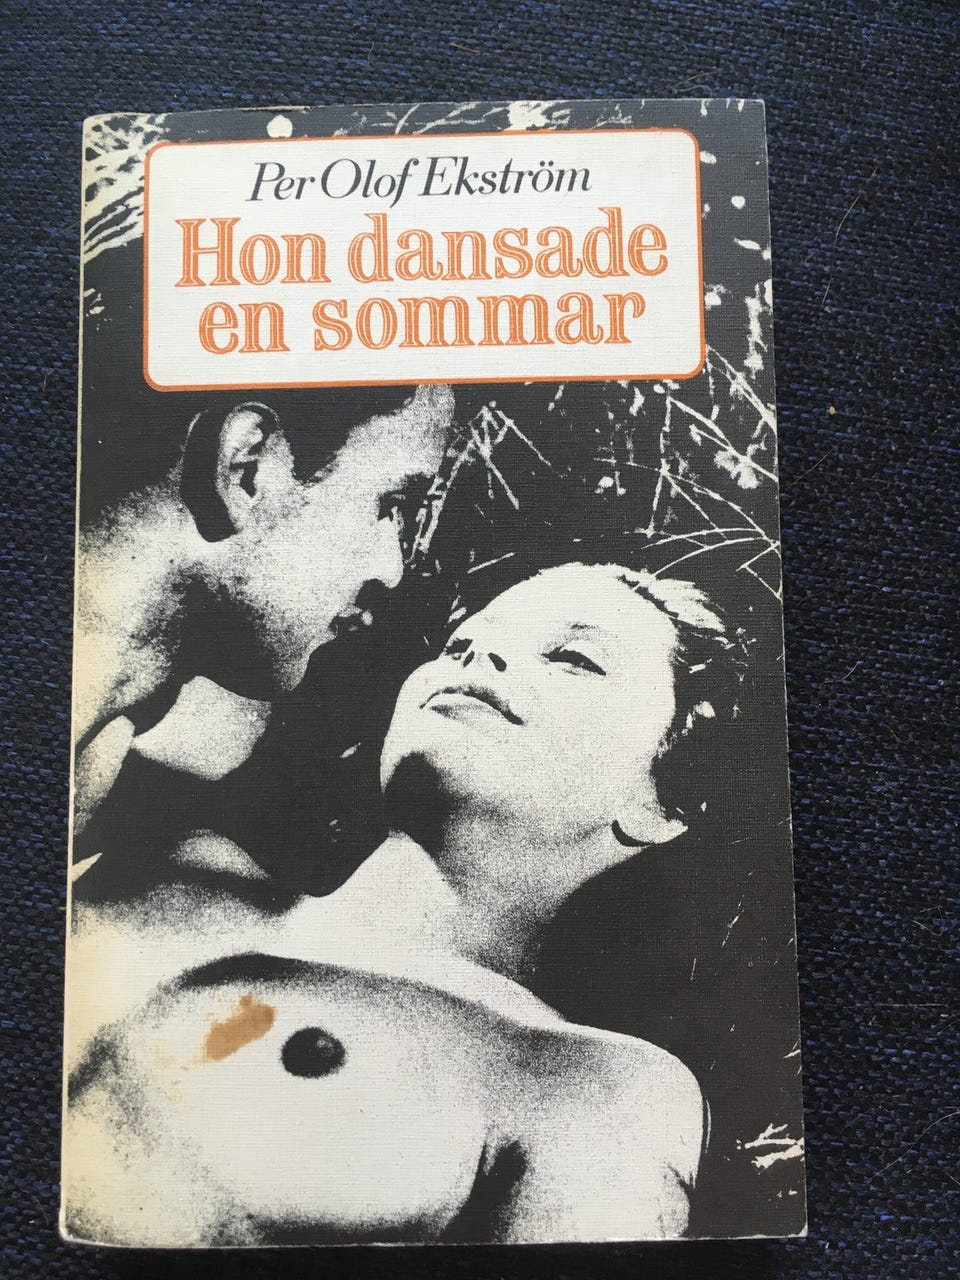 Per Olof Ekström
Hon dansade
en sommar